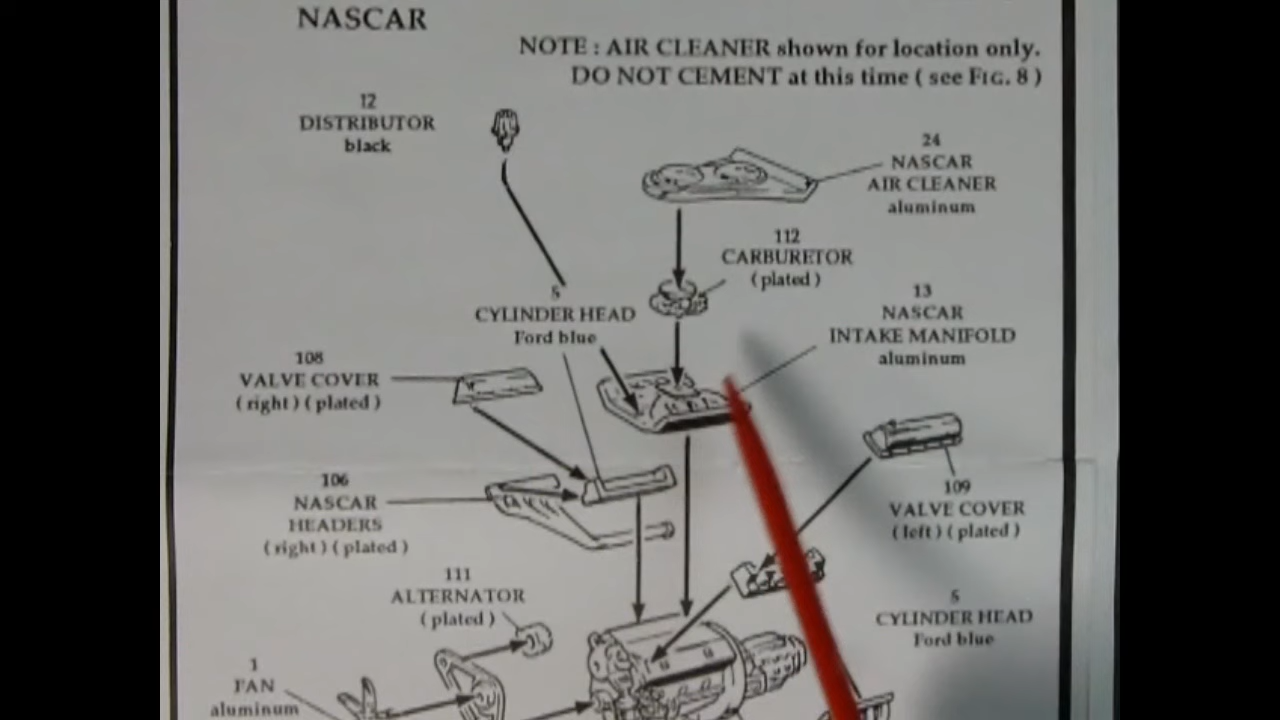 NASCAR
NOTE : AIR CLEANER shown for location only.
DO NOT CEMENT at this time ( see FIG. 8 )
12
DISTRIBUTOR
black
24
NASCAR
AIR CLEANER
aluminum
112
CARBURETOR
( plated )
5
CYLINDER HEAD
Ford blue
13
NASCAR
INTAKE MANIFOLD
aluminum
108
VALVE COVER
( right ) ( plated )
106
NASCAR
HEADERS
( right ) ( plated )
109
VALVE COVER
( left ) ( plated )
111
ALTERNATOR
( plated )
5
CYLINDER HEAD
Ford blue
1
FAN
aluminum